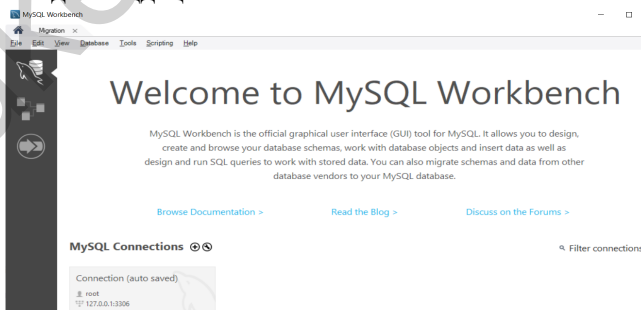 MySQL Workbench
Migration
File Edit View Database Tools Scripting Help
Welcome to MySQL Workbench
MySQL Workbench is the official graphical user interface (GUI) tool for MySQL. It allows you to design,
create and browse your database schemas, work with database objects and insert data as well as
design and run SQL queries to work with stored data. You can also migrate schemas and data from other
database vendors to your MySQL database.
Browse Documentation > Read the Blog > Discuss on the Forums >
MySQL Connections
Filter connections
Connection (auto saved)
root
127.0.0.1:3306